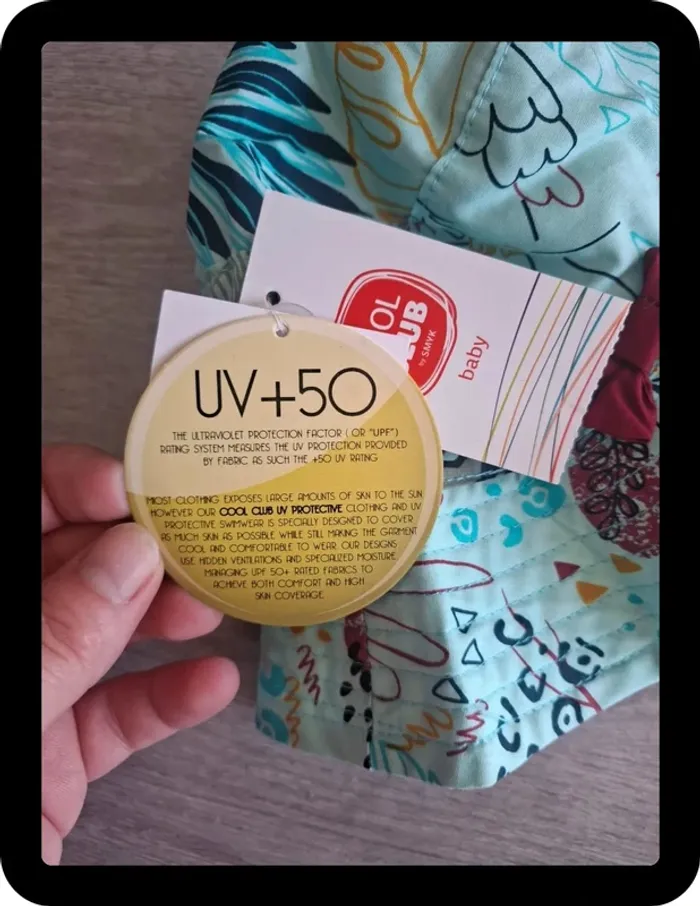 OL
UB
by SMYK
baby
UV+50
THE ULTRAVIOLET PROTECTION FACTOR ( OR "UPF")
RATING SYSTEM MEASURES THE UV PROTECTION PROVIDED
BY FABRIC AS SUCH THE +50 UV RATING
MOST CLOTHING EXPOSES LARGE AMOUNTS OF SKN TO THE SUN,
HOWEVER OUR COOL CLUB UV PROTECTIVE CLOTHING AND UV
PROTECTIVE SWIMWEAR IS SPECIALLY DESIGNED TO COVER
AS MUCH SKIN AS POSSIBLE WHILE STILL MAKING THE GARMENT
COOL AND COMFORTABLE TO WEAR. OUR DESIGNS
USE HIDDEN VENTILATIONS AND SPECIALIZED MOISTURE
MANAGING UPF 50+ RATED FABRICS TO
ACHIEVE BOTH COMFORT AND HIGH
SKIN COVERAGE